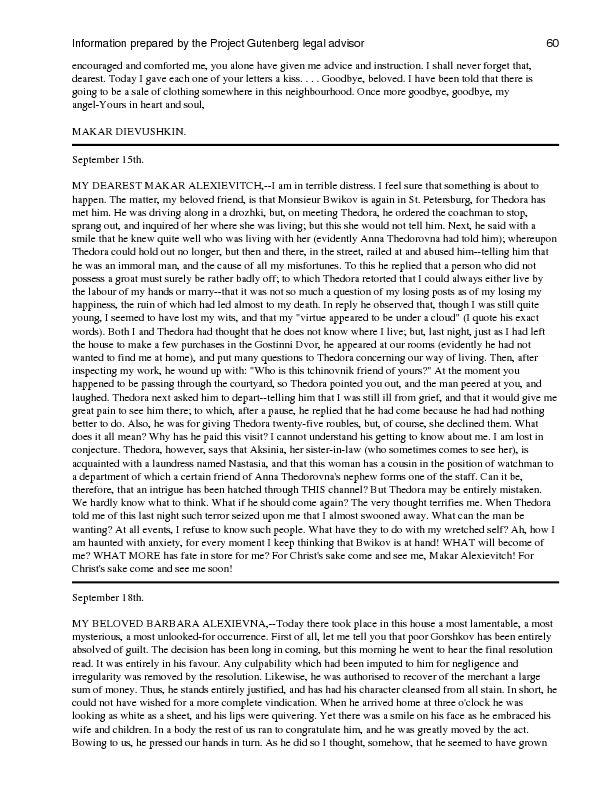 Information prepared by the Project Gutenberg legal advisor 60
encouraged and comforted me, you alone have given me advice and instruction. I shall never forget that,
dearest. Today I gave each one of your letters a kiss. . . . Goodbye, beloved. I have been told that there is
going to be a sale of clothing somewhere in this neighbourhood. Once more goodbye, goodbye, my
angel-Yours in heart and soul,
MAKAR DIEVUSHKIN.
September 15th.
MY DEAREST MAKAR ALEXIEVITCH,--I am in terrible distress. I feel sure that something is about to
happen. The matter, my beloved friend, is that Monsieur Bwikov is again in St. Petersburg, for Thedora has
met him. He was driving along in a drozhki, but, on meeting Thedora, he ordered the coachman to stop,
sprang out, and inquired of her where she was living; but this she would not tell him. Next, he said with a
smile that he knew quite well who was living with her (evidently Anna Thedorovna had told him); whereupon
Thedora could hold out no longer, but then and there, in the street, railed at and abused him--telling him that
he was an immoral man, and the cause of all my misfortunes. To this he replied that a person who did not
possess a groat must surely be rather badly off; to which Thedora retorted that I could always either live by
the labour of my hands or marry--that it was not so much a question of my losing posts as of my losing my
happiness, the ruin of which had led almost to my death. In reply he observed that, though I was still quite
young, I seemed to have lost my wits, and that my "virtue appeared to be under a cloud" (I quote his exact
words). Both I and Thedora had thought that he does not know where I live; but, last night, just as I had left
the house to make a few purchases in the Gostinni Dvor, he appeared at our rooms (evidently he had not
wanted to find me at home), and put many questions to Thedora concerning our way of living. Then, after
inspecting my work, he wound up with: "Who is this tchinovnik friend of yours?" At the moment you
happened to be passing through the courtyard, so Thedora pointed you out, and the man peered at you, and
laughed. Thedora next asked him to depart--telling him that I was still ill from grief, and that it would give me
great pain to see him there; to which, after a pause, he replied that he had come because he had had nothing
better to do. Also, he was for giving Thedora twenty-five roubles, but, of course, she declined them. What
does it all mean? Why has he paid this visit? I cannot understand his getting to know about me. I am lost in
conjecture. Thedora, however, says that Aksinia, her sister-in-law (who sometimes comes to see her), is
acquainted with a laundress named Nastasia, and that this woman has a cousin in the position of watchman to
a department of which a certain friend of Anna Thedorovna's nephew forms one of the staff. Can it be,
therefore, that an intrigue has been hatched through THIS channel? But Thedora may be entirely mistaken.
We hardly know what to think. What if he should come again? The very thought terrifies me. When Thedora
told me of this last night such terror seized upon me that I almost swooned away. What can the man be
wanting? At all events, I refuse to know such people. What have they to do with my wretched self? Ah, how I
am haunted with anxiety, for every moment I keep thinking that Bwikov is at hand! WHAT will become of
me? WHAT MORE has fate in store for me? For Christ's sake come and see me, Makar Alexievitch! For
Christ's sake come and see me soon!
September 18th.
MY BELOVED BARBARA ALEXIEVNA,--Today there took place in this house a most lamentable, a most
mysterious, a most unlooked-for occurrence. First of all, let me tell you that poor Gorshkov has been entirely
absolved of guilt. The decision has been long in coming, but this morning he went to hear the final resolution
read. It was entirely in his favour. Any culpability which had been imputed to him for negligence and
irregularity was removed by the resolution. Likewise, he was authorised to recover of the merchant a large
sum of money. Thus, he stands entirely justified, and has had his character cleansed from all stain. In short, he
could not have wished for a more complete vindication. When he arrived home at three o'clock he was
looking as white as a sheet, and his lips were quivering. Yet there was a smile on his face as he embraced his
wife and children. In a body the rest of us ran to congratulate him, and he was greatly moved by the act.
Bowing to us, he pressed our hands in turn. As he did so I thought, somehow, that he seemed to have grown